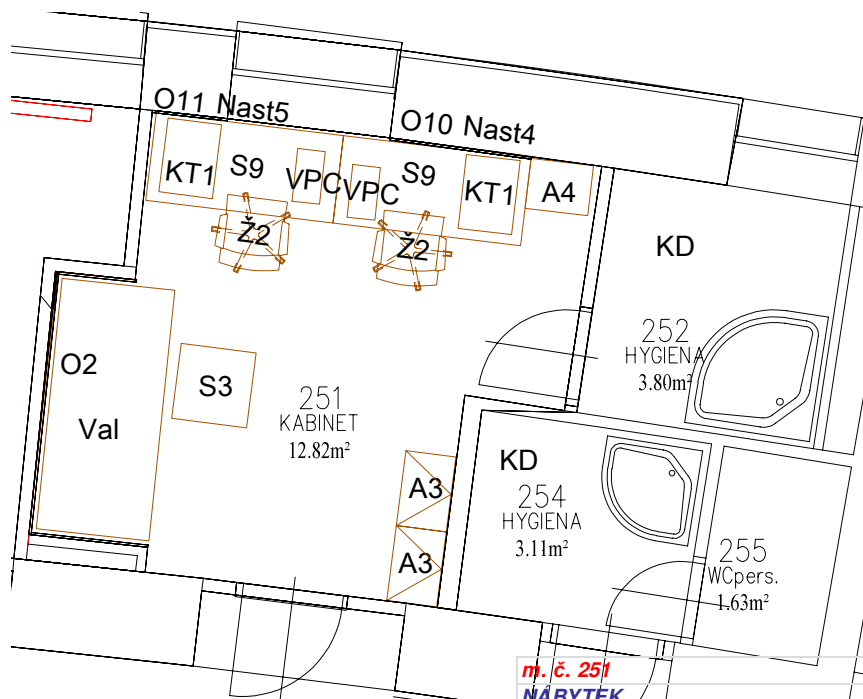 O11 Nast5
O10 Nast4
KT1
S9
VPC
VPC
S9
KT1
A4
Ž2
Ž2
KD
252
HYGIENA
3.80m²
O2
S3
Val
251
KABINET
12.82m²
KD
A3
254
HYGIENA
3.11m²
A3
255
WCpers.
1.63m²
m. č. 251
NÁBYTEK